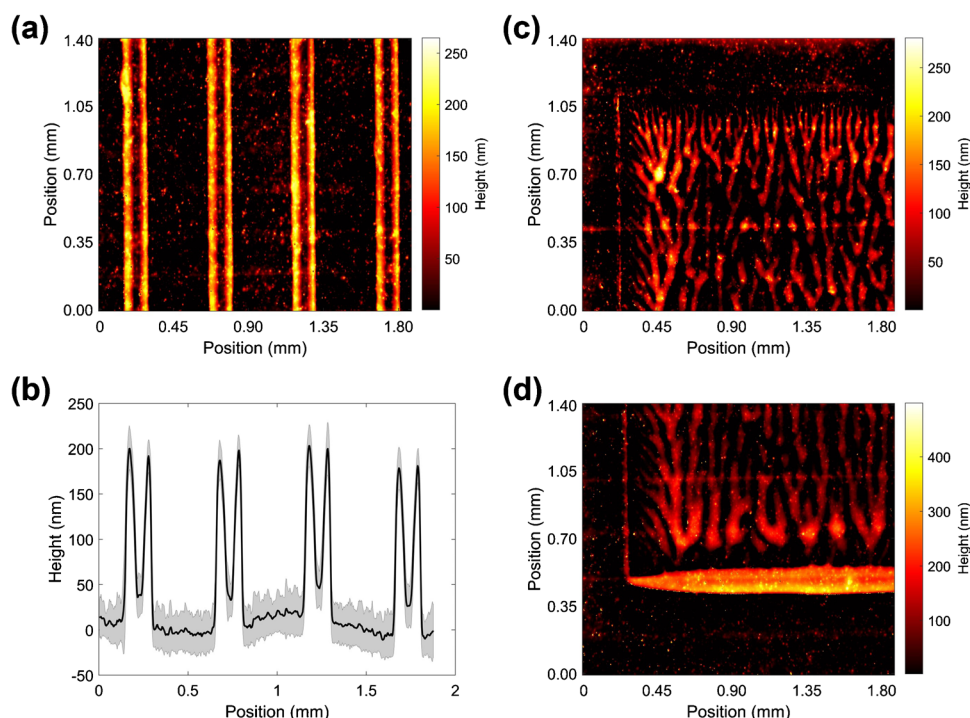 (a)
1.40
1.05
0.70
0.35
0.00
Position (mm)
0 0.45 0.90 1.35 1.80
Position (mm)
250
200
150
100
50
Height (nm)
(c)
1.40
1.05
0.70
0.35
0.00
Position (mm)
0 0.45 0.90 1.35 1.80
Position (mm)
250
200
150
100
50
Height (nm)
(b)
250
200
150
100
50
0
-50
Height (nm)
0 0.5 1 1.5 2
Position (mm)
(d)
1.40
1.05
0.70
0.35
0.00
Position (mm)
0 0.45 0.90 1.35 1.80
Position (mm)
400
300
200
100
Height (nm)